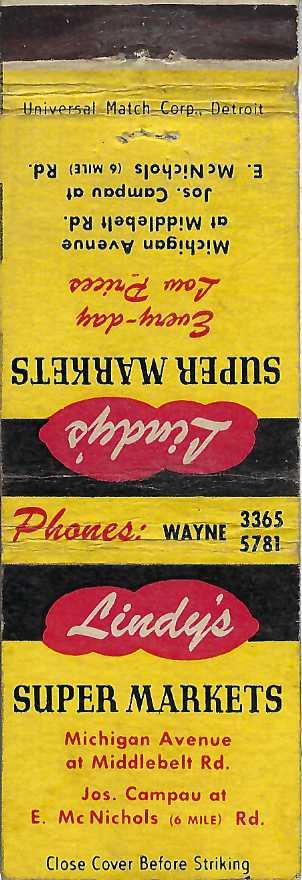 Universal Match Corp., Detroit
Lindy's
SUPER MARKETS
Every-day
Low Prices
Michigan Avenue
at Middlebelt Rd.
Jos. Campau at
E. McNichols (6 MILE) Rd.
Phones: WAYNE 3365
5781
Lindy's
SUPER MARKETS
Michigan Avenue
at Middlebelt Rd.
Jos. Campau at
E. McNichols (6 MILE) Rd.
Close Cover Before Striking